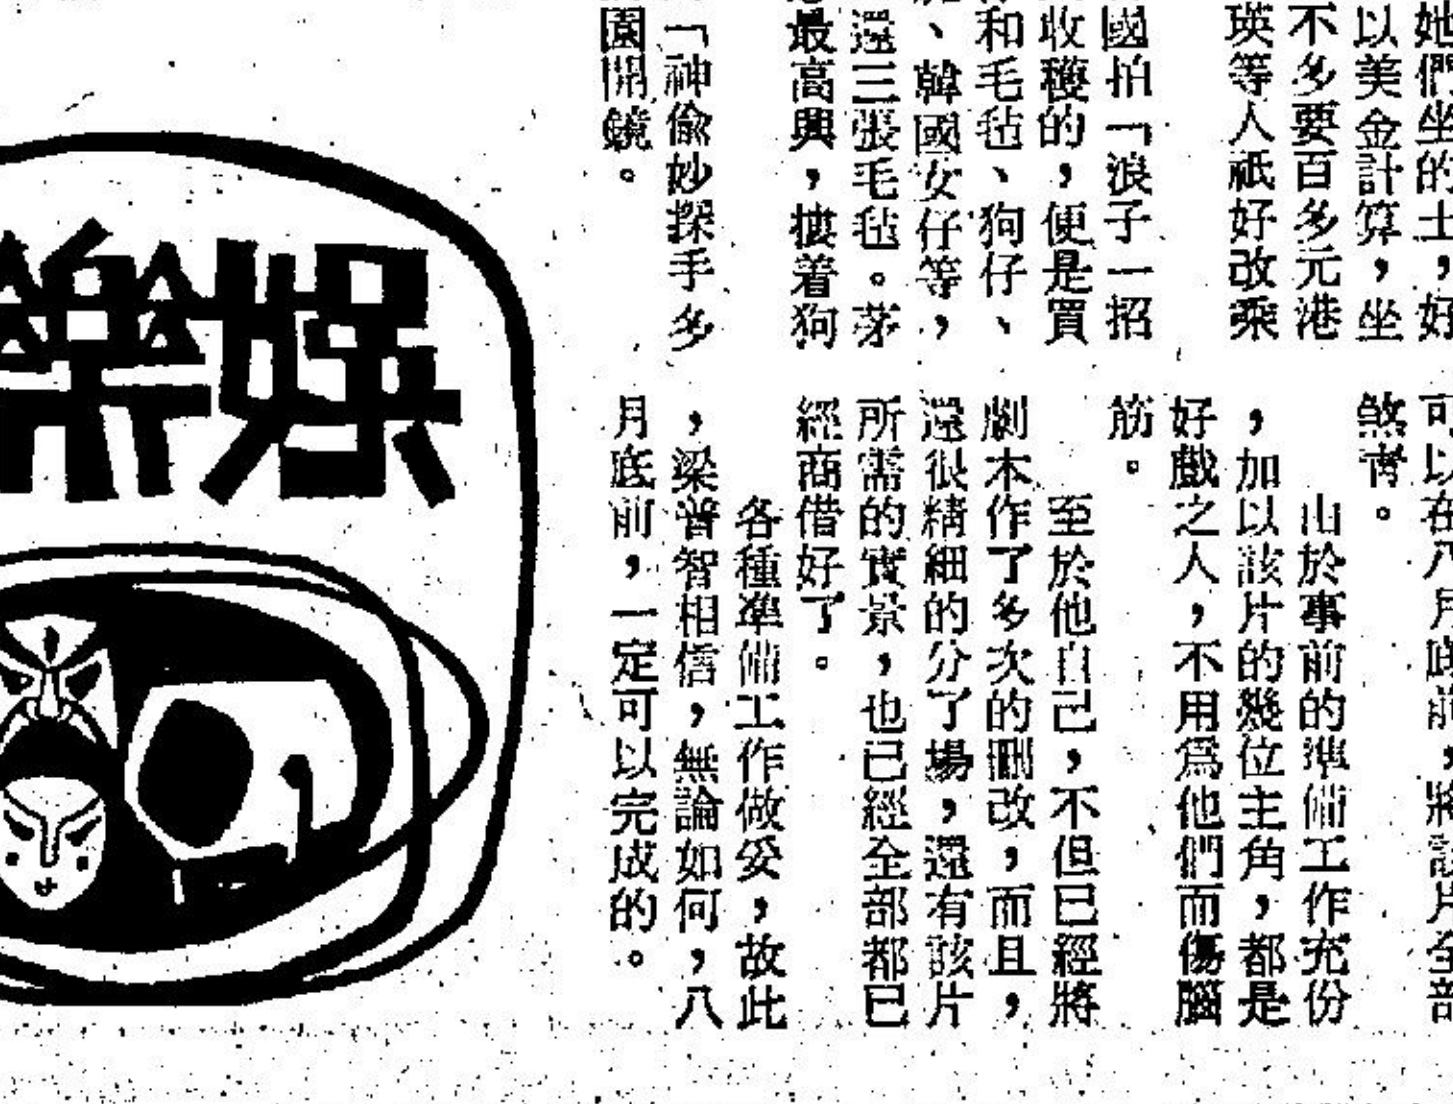 她們坐的士，好
以美金計算，坐
不多要百多元港
瑛等人祇好改乘
國拍「浪子一招
收穫的，便是買
和毛毡、狗仔、
、韓國女仔等，
還三張毛毡。茅
最高興，摟着狗
「神偷妙探手多
園開鏡。
可以在八月底前，將該片全部
煞青。
由於事前的準備工作充份
，加以該片的幾位主角，都是
好戲之人，不用爲他們而傷腦
筋。
至於他自己，不但已經將
劇本作了多次的刪改，而且，
還很精細的分了場，還有該片
所需的實景，也已經全部都已
經商借好了。
各種準備工作做妥，故此
，梁普智相信，無論如何，八
月底前，一定可以完成的。
娛樂